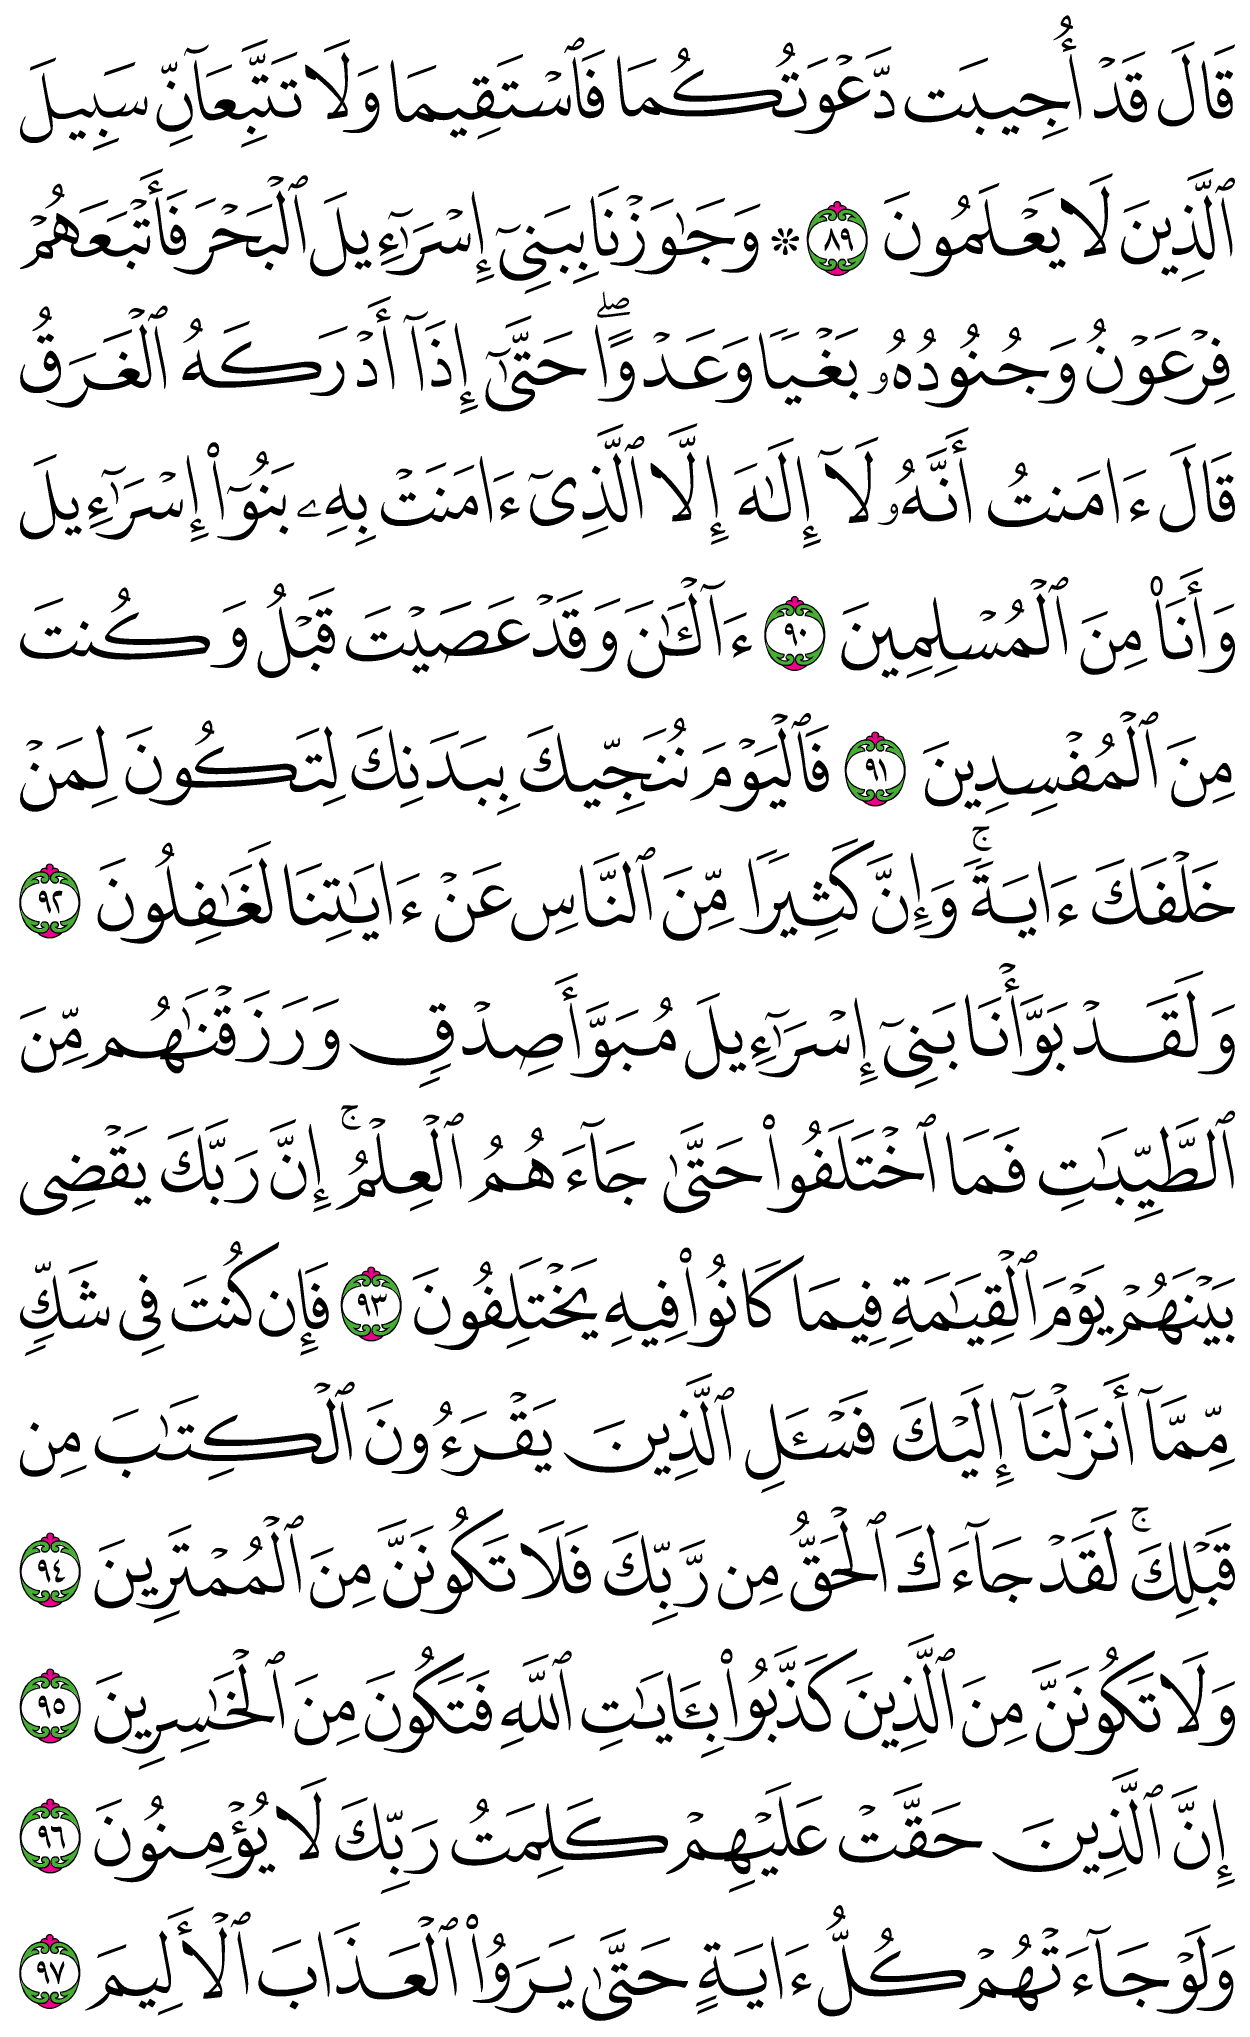 قَالَ قَدۡ أُجِيبَت دَّعۡوَتُكُمَا فَٱسۡتَقِيمَا وَلَا تَتَّبِعَآنِّ سَبِيلَ
ٱلَّذِينَ لَا يَعۡلَمُونَ ٨٩ ۞ وَجَٰوَزۡنَا بِبَنِيٓ إِسۡرَٰٓءِيلَ ٱلۡبَحۡرَ فَأَتۡبَعَهُمۡ
فِرۡعَوۡنُ وَجُنُودُهُۥ بَغۡيٗا وَعَدۡوًاۖ حَتَّىٰٓ إِذَآ أَدۡرَكَهُ ٱلۡغَرَقُ
قَالَ ءَامَنتُ أَنَّهُۥ لَآ إِلَٰهَ إِلَّا ٱلَّذِيٓ ءَامَنَتۡ بِهِۦ بَنُوٓاْ إِسۡرَٰٓءِيلَ
وَأَنَا۠ مِنَ ٱلۡمُسۡلِمِينَ ٩٠ ءَآلۡـَٰٔنَ وَقَدۡ عَصَيۡتَ قَبۡلُ وَكُنتَ
مِنَ ٱلۡمُفۡسِدِينَ ٩١ فَٱلۡيَوۡمَ نُنَجِّيكَ بِبَدَنِكَ لِتَكُونَ لِمَنۡ
خَلۡفَكَ ءَايَةٗۚ وَإِنَّ كَثِيرٗا مِّنَ ٱلنَّاسِ عَنۡ ءَايَٰتِنَا لَغَٰفِلُونَ ٩٢
وَلَقَدۡ بَوَّأۡنَا بَنِيٓ إِسۡرَٰٓءِيلَ مُبَوَّأَ صِدۡقٖ وَرَزَقۡنَٰهُم مِّنَ
ٱلطَّيِّبَٰتِ فَمَا ٱخۡتَلَفُواْ حَتَّىٰ جَآءَهُمُ ٱلۡعِلۡمُۚ إِنَّ رَبَّكَ يَقۡضِي
بَيۡنَهُمۡ يَوۡمَ ٱلۡقِيَٰمَةِ فِيمَا كَانُواْ فِيهِ يَخۡتَلِفُونَ ٩٣ فَإِن كُنتَ فِي شَكّٖ
مِّمَّآ أَنزَلۡنَآ إِلَيۡكَ فَسۡـَٔلِ ٱلَّذِينَ يَقۡرَءُونَ ٱلۡكِتَٰبَ مِن
قَبۡلِكَۚ لَقَدۡ جَآءَكَ ٱلۡحَقُّ مِن رَّبِّكَ فَلَا تَكُونَنَّ مِنَ ٱلۡمُمۡتَرِينَ ٩٤
وَلَا تَكُونَنَّ مِنَ ٱلَّذِينَ كَذَّبُواْ بِـَٔايَٰتِ ٱللَّهِ فَتَكُونَ مِنَ ٱلۡخَٰسِرِينَ ٩٥
إِنَّ ٱلَّذِينَ حَقَّتۡ عَلَيۡهِمۡ كَلِمَتُ رَبِّكَ لَا يُؤۡمِنُونَ ٩٦
وَلَوۡ جَآءَتۡهُمۡ كُلُّ ءَايَةٍ حَتَّىٰ يَرَوُاْ ٱلۡعَذَابَ ٱلۡأَلِيمَ ٩٧